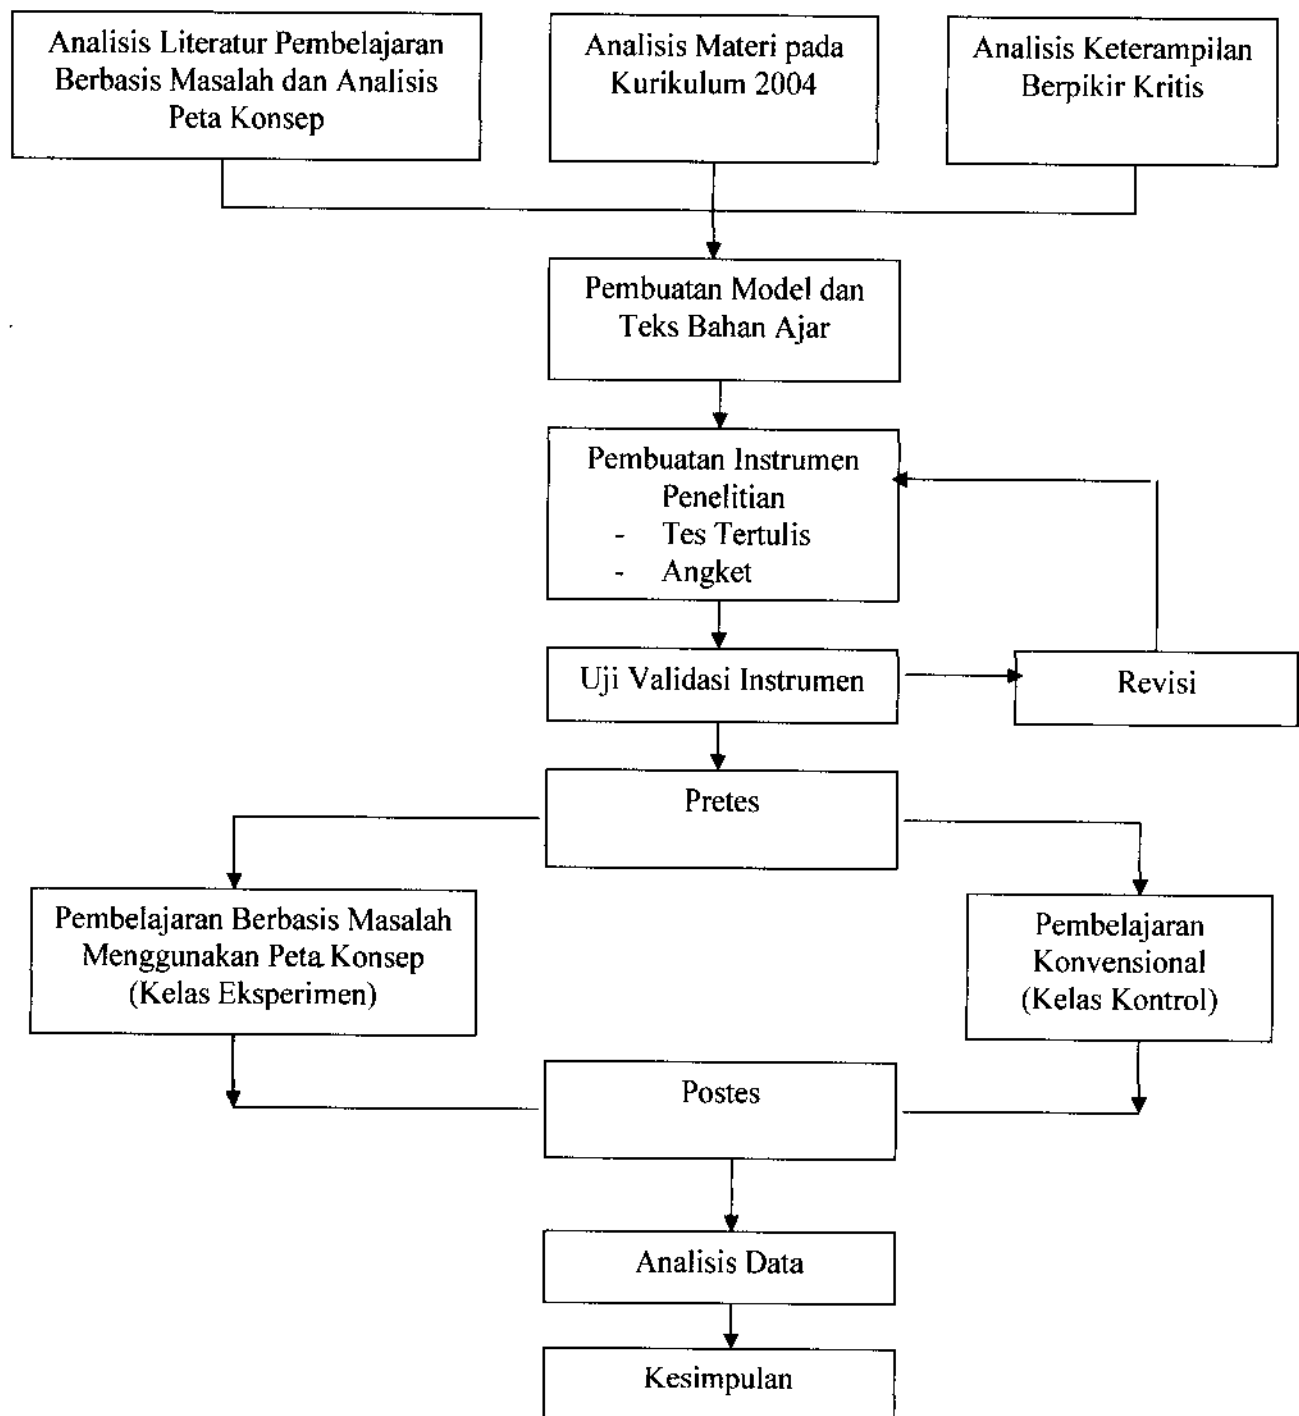 Analisis Literatur Pembelajaran
Berbasis Masalah dan Analisis
Peta Konsep
Analisis Materi pada
Kurikulum 2004
Analisis Keterampilan
Berpikir Kritis
Pembuatan Model dan
Teks Bahan Ajar
Pembuatan Instrumen
Penelitian
- Tes Tertulis
- Angket
Uji Validasi Instrumen
Revisi
Pretes
Pembelajaran Berbasis Masalah
Menggunakan Peta Konsep
(Kelas Eksperimen)
Pembelajaran
Konvensional
(Kelas Kontrol)
Postes
Analisis Data
Kesimpulan